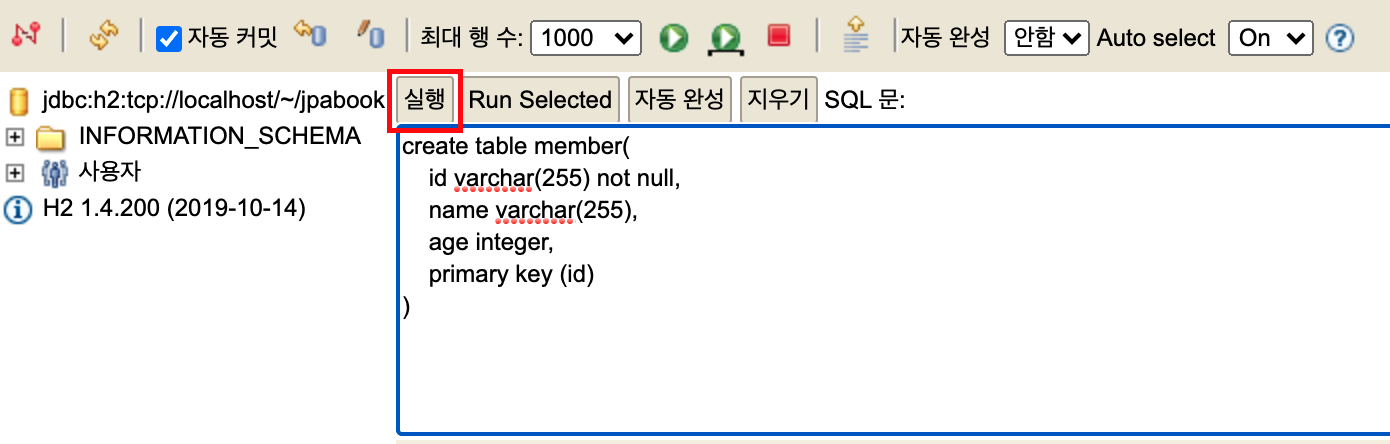 자동 커밋 최대 행 수: 1000 자동 완성 안함 Auto select On
jdbc:h2:tcp://localhost/~/jpabook
INFORMATION_SCHEMA
사용자
H2 1.4.200 (2019-10-14)
실행 Run Selected 자동 완성 지우기 SQL 문:
create table member(
    id varchar(255) not null,
    name varchar(255),
    age integer,
    primary key (id)
)